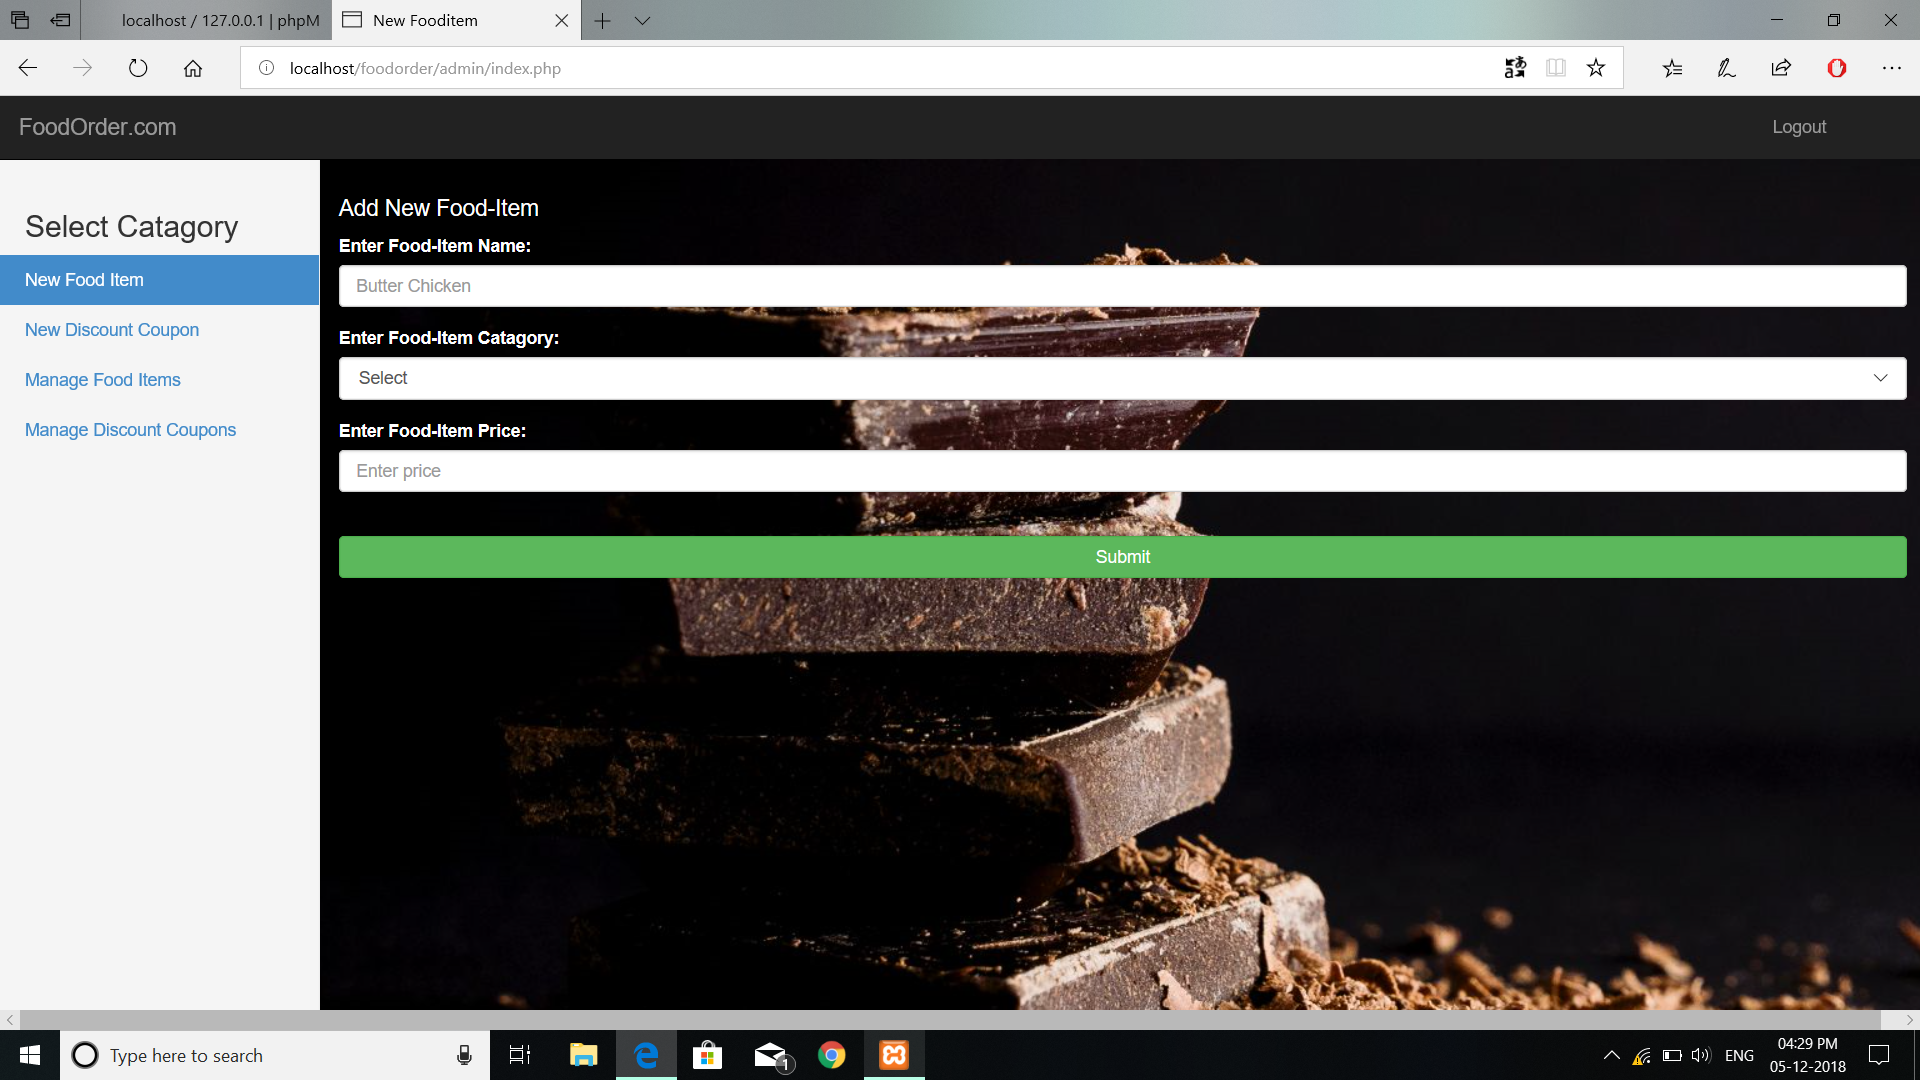 localhost / 127.0.0.1 | phpM
New Fooditem
localhost/foodorder/admin/index.php
FoodOrder.com
Logout
Select Catagory
New Food Item
New Discount Coupon
Manage Food Items
Manage Discount Coupons
Add New Food-Item
Enter Food-Item Name:
Butter Chicken
Enter Food-Item Catagory:
Select
Enter Food-Item Price:
Enter price
Submit
Type here to search
1
ENG
04:29 PM
05-12-2018